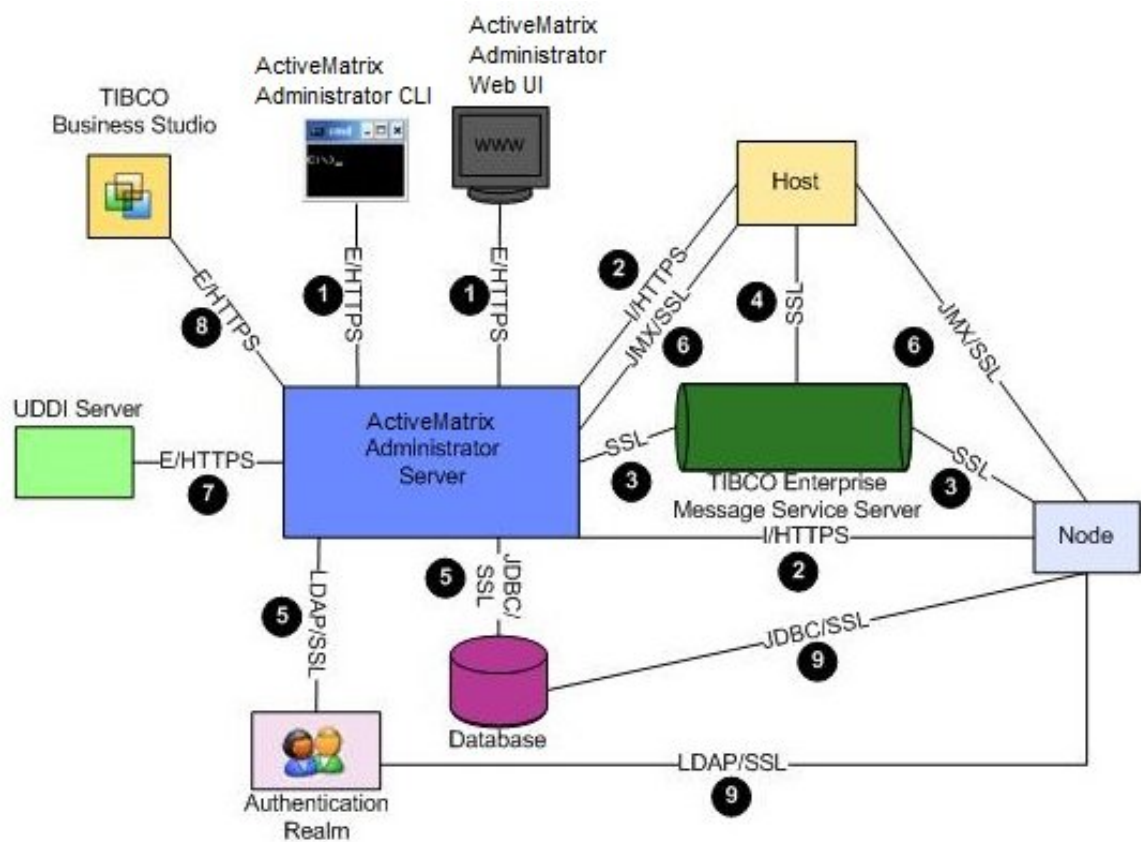 ActiveMatrix
Administrator
Web UI
ActiveMatrix
Administrator CLI
TIBCO
Business Studio
cmd
C:\>_
WWW
Host
E/HTTPS
8
E/HTTPS
1
E/HTTPS
1
I/HTTPS
2
JMX/SSL
6
SSL
4
JMX/SSL
6
UDDI Server
E/HTTPS
7
ActiveMatrix
Administrator
Server
SSL
3
TIBCO Enterprise
Message Service Server
SSL
3
I/HTTPS
2
Node
LDAP/SSL
5
JDBC/
SSL
5
JDBC/SSL
9
Database
LDAP/SSL
9
Authentication
Realm